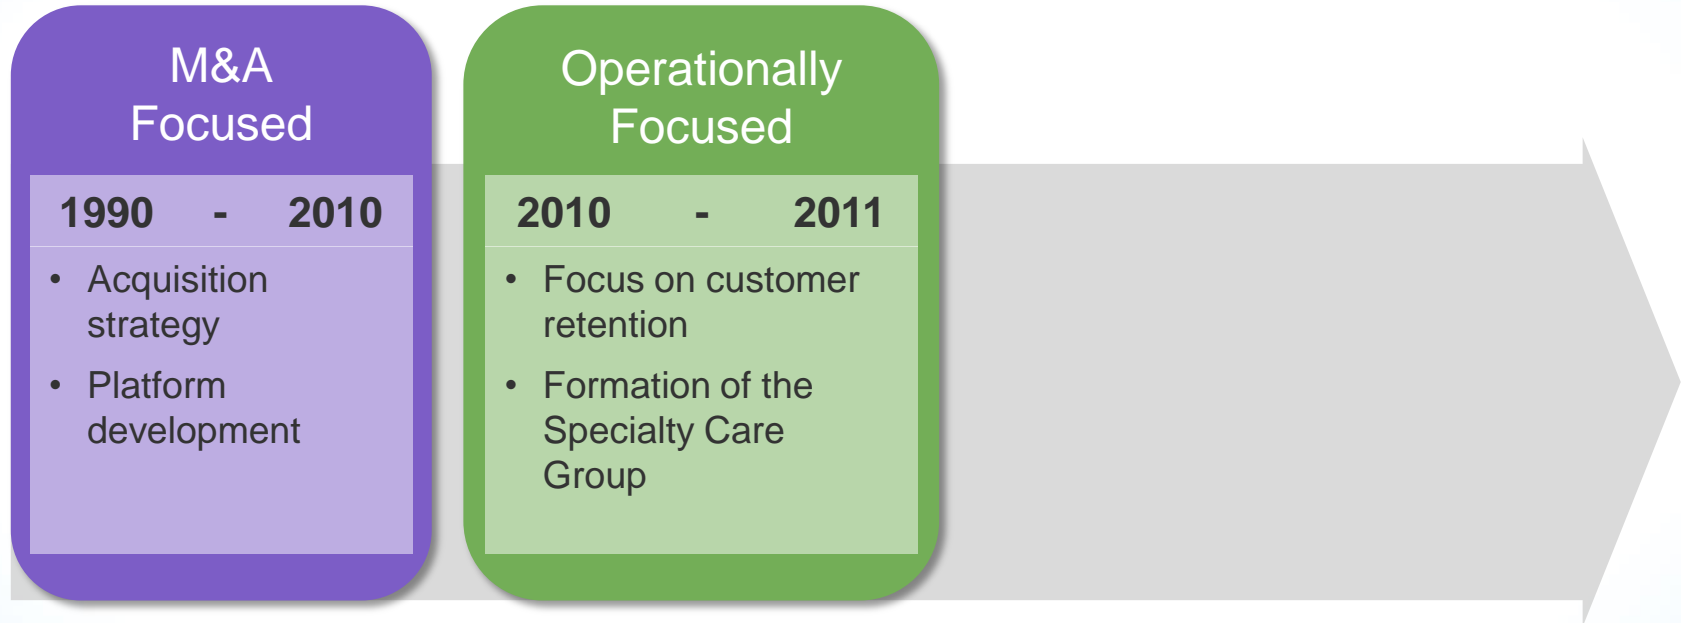 M&A
Focused
1990 - 2010
• Acquisition
strategy
• Platform
development
Operationally
Focused
2010 - 2011
• Focus on customer
retention
• Formation of the
Specialty Care
Group